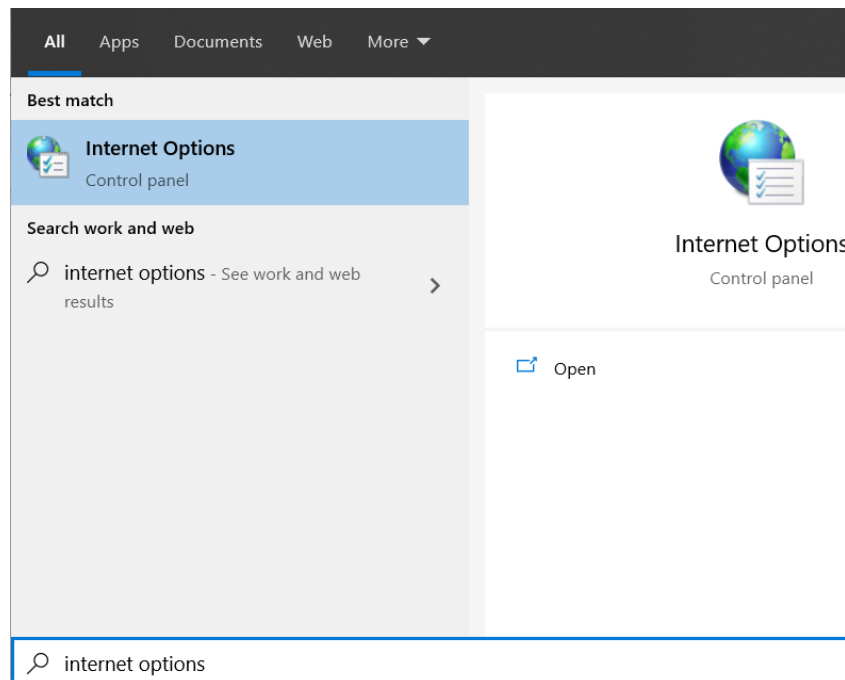 All Apps Documents Web More
Best match
Internet Options
Control panel
Search work and web
internet options - See work and web
results
Internet Options
Control panel
Open
internet options